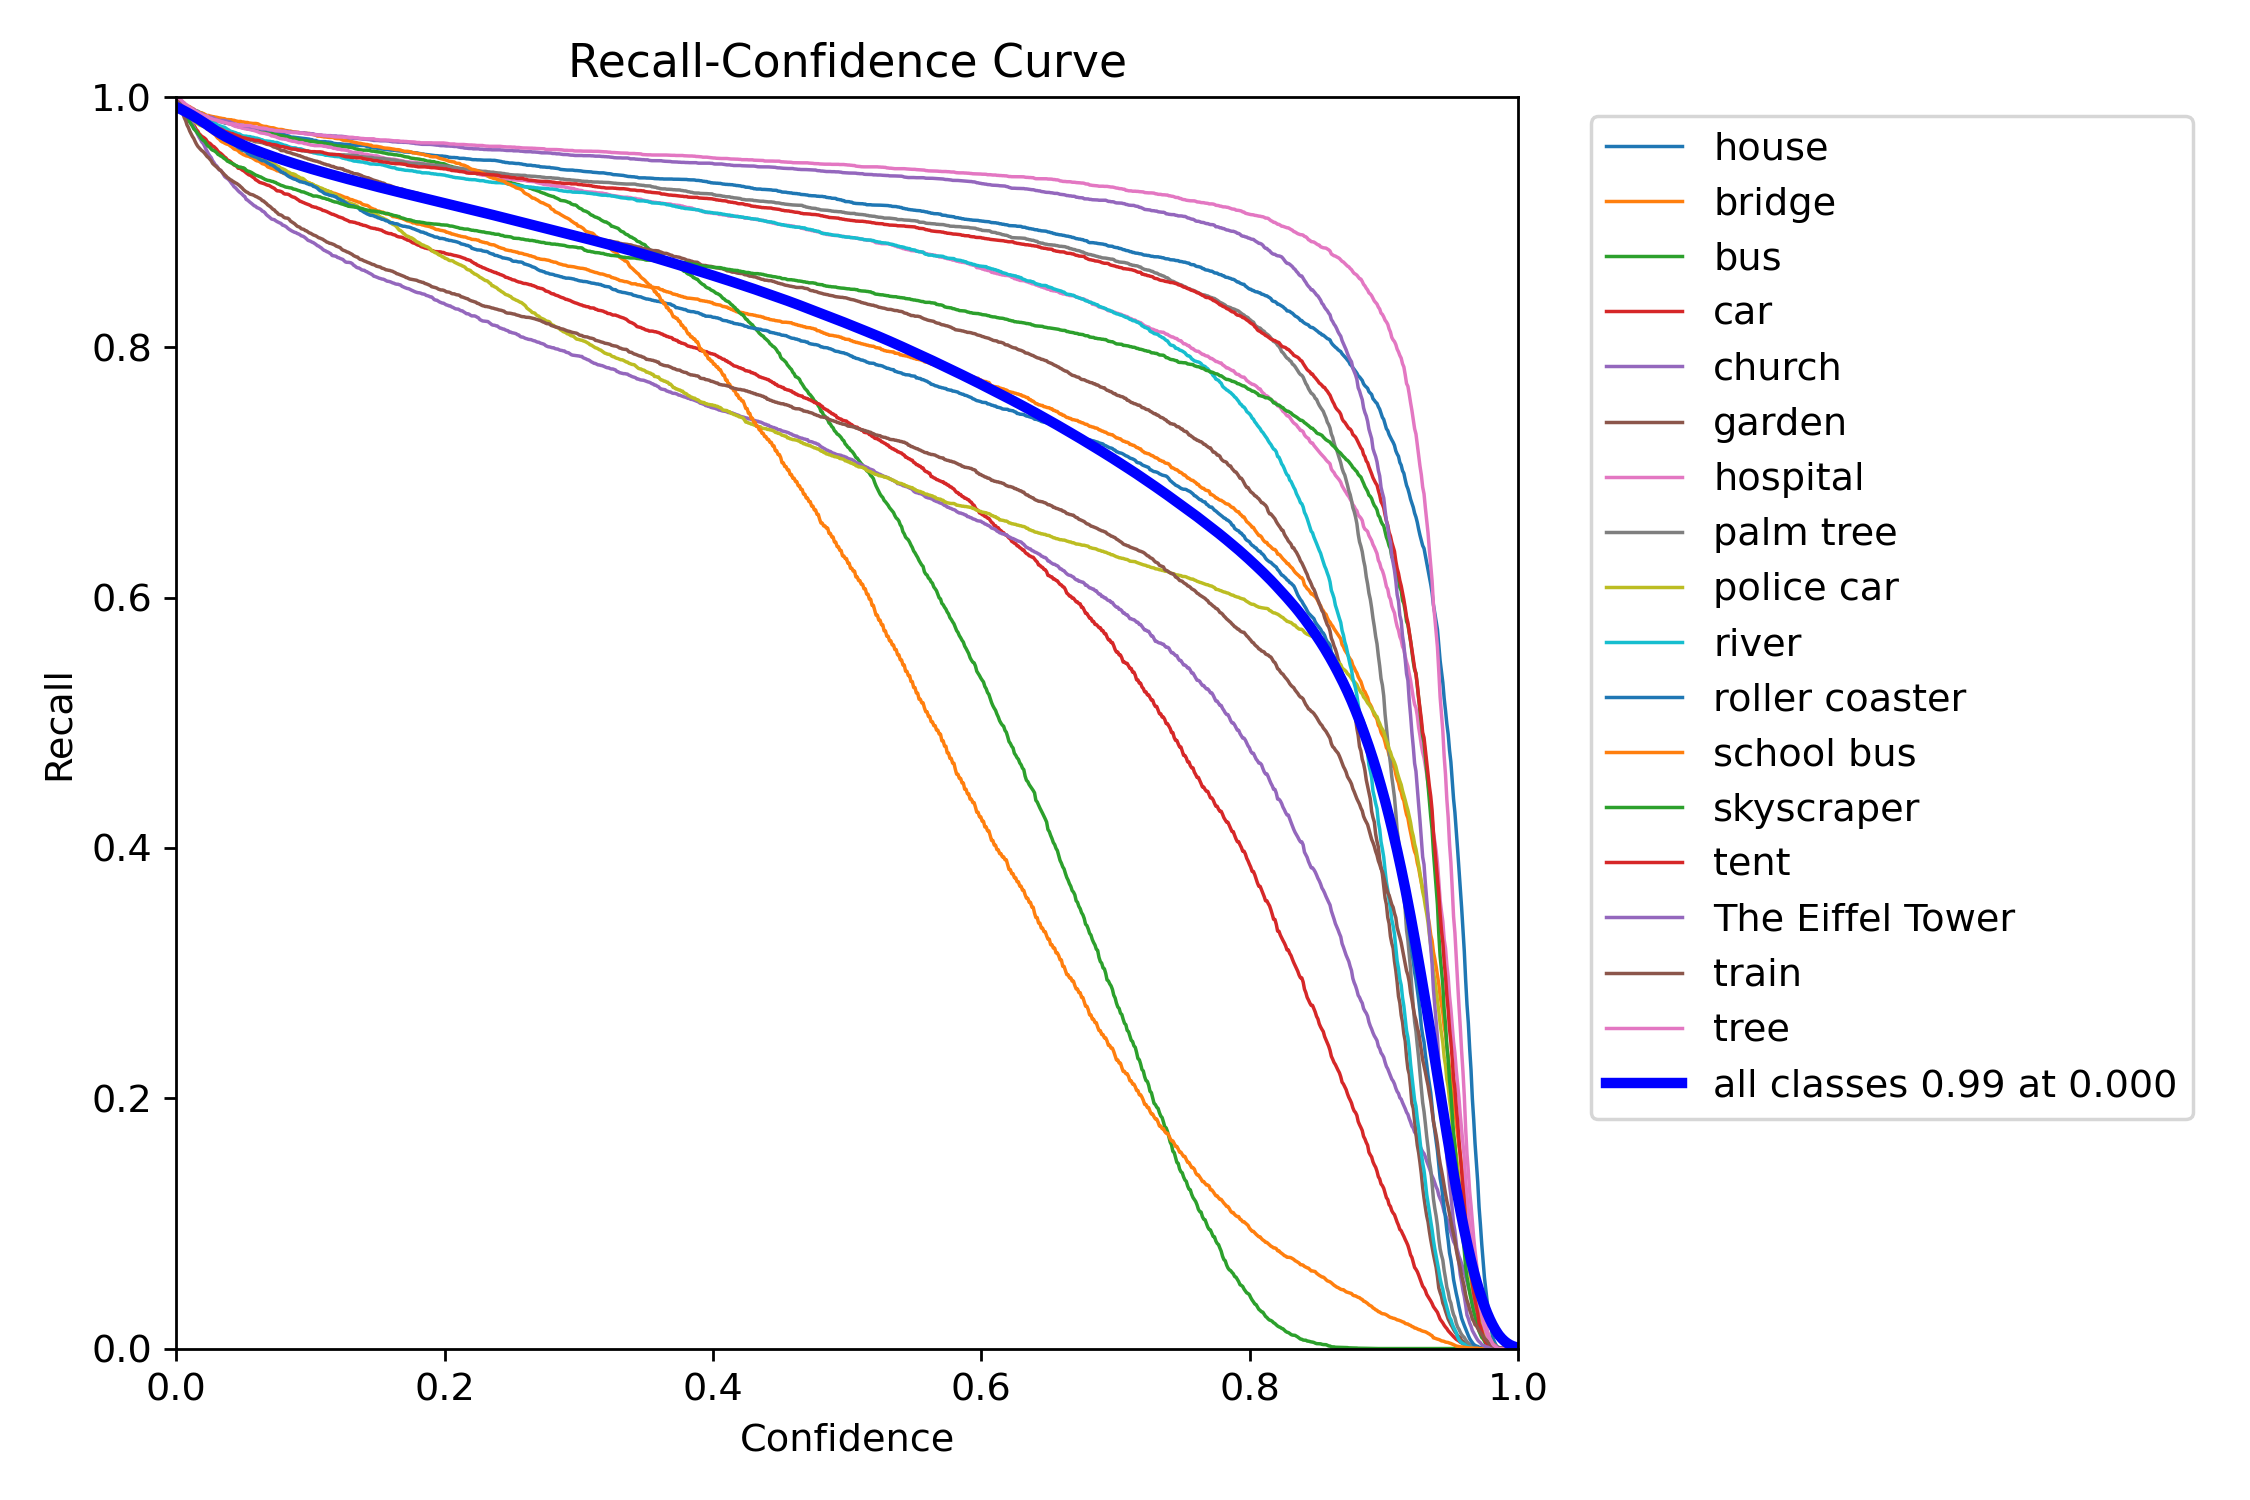 Recall-Confidence Curve
1.0
0.8
0.6
0.4
0.2
0.0
Recall
0.0 0.2 0.4 0.6 0.8 1.0
Confidence
house
bridge
bus
car
church
garden
hospital
palm tree
police car
river
roller coaster
school bus
skyscraper
tent
The Eiffel Tower
train
tree
all classes 0.99 at 0.000